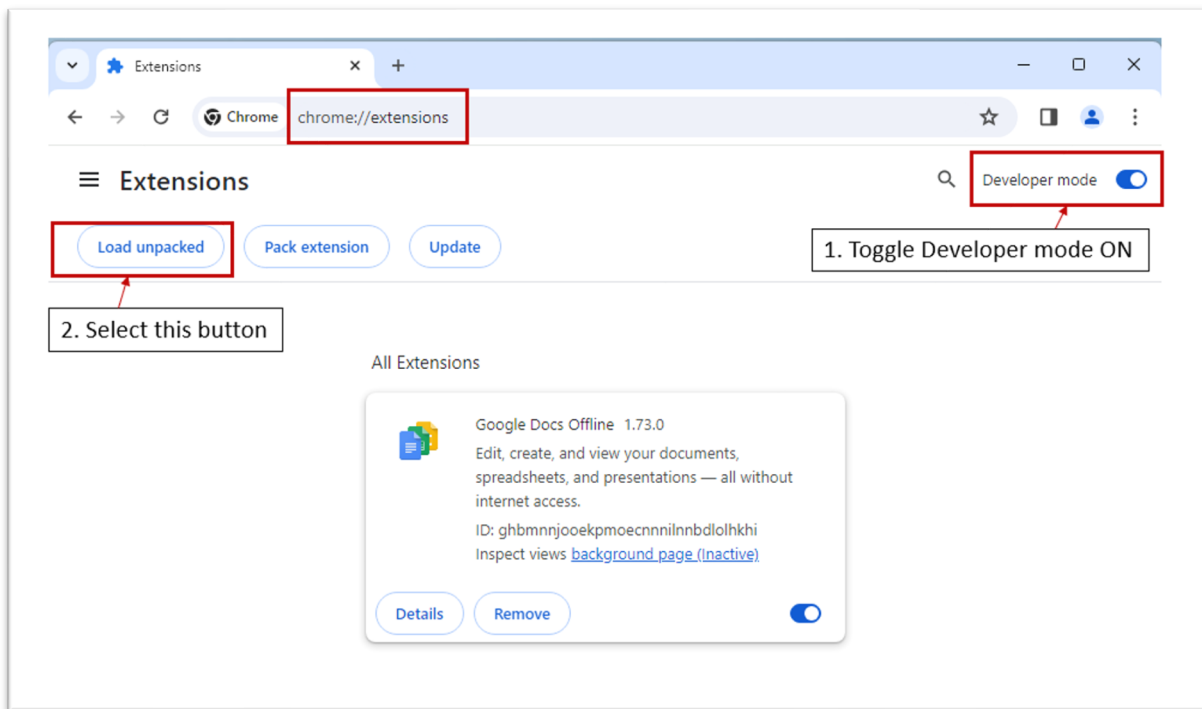 Extensions
Chrome
chrome://extensions
Extensions
Developer mode
Load unpacked
Pack extension
Update
1. Toggle Developer mode ON
2. Select this button
All Extensions
Google Docs Offline 1.73.0
Edit, create, and view your documents,
spreadsheets, and presentations — all without
internet access.
ID: ghbmnnjooekpmoecnnnilnnbdlolhkhi
Inspect views background page (Inactive)
Details
Remove